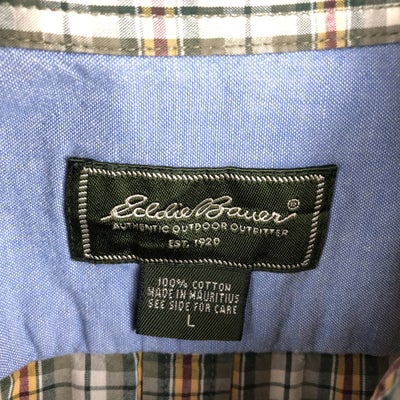 Eddie Bauer ®
AUTHENTIC OUTDOOR OUTFITTER
EST. 1920
100% COTTON
MADE IN MAURITIUS
SEE SIDE FOR CARE
L